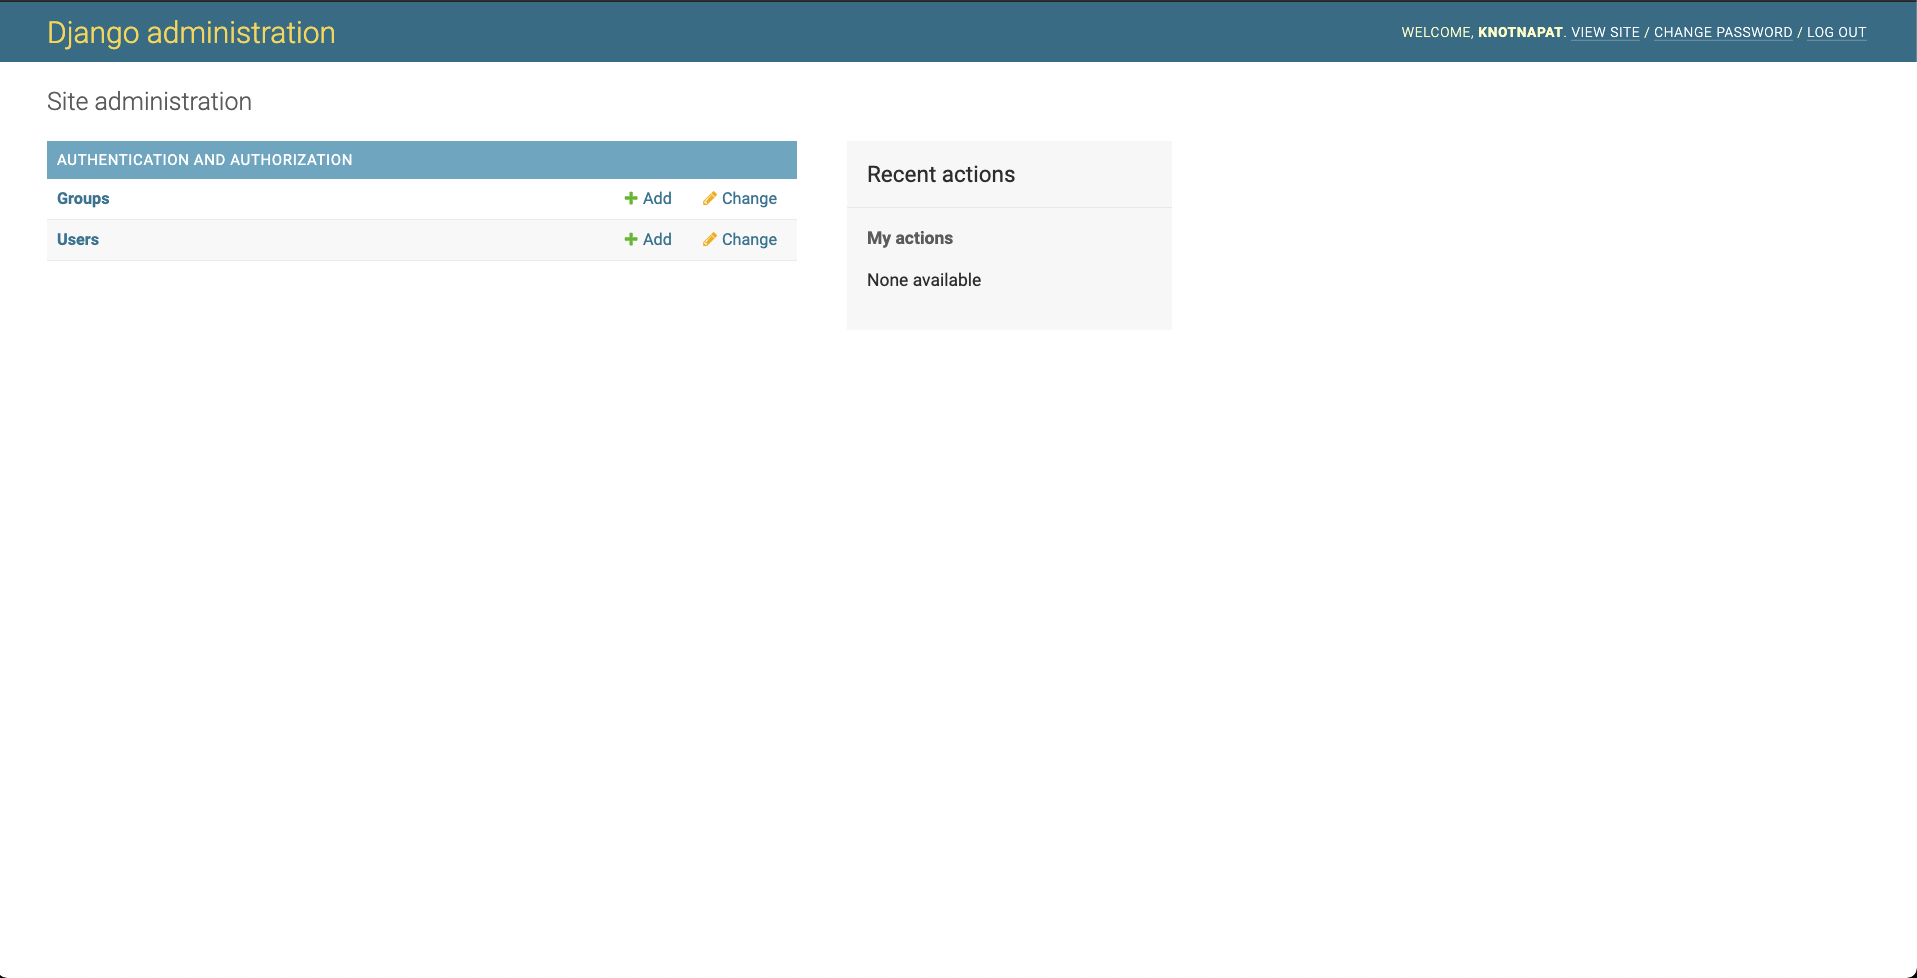 Django administration
WELCOME, KNOTNAPAT. VIEW SITE / CHANGE PASSWORD / LOG OUT
Site administration
AUTHENTICATION AND AUTHORIZATION
Groups Add Change
Users Add Change
Recent actions
My actions
None available